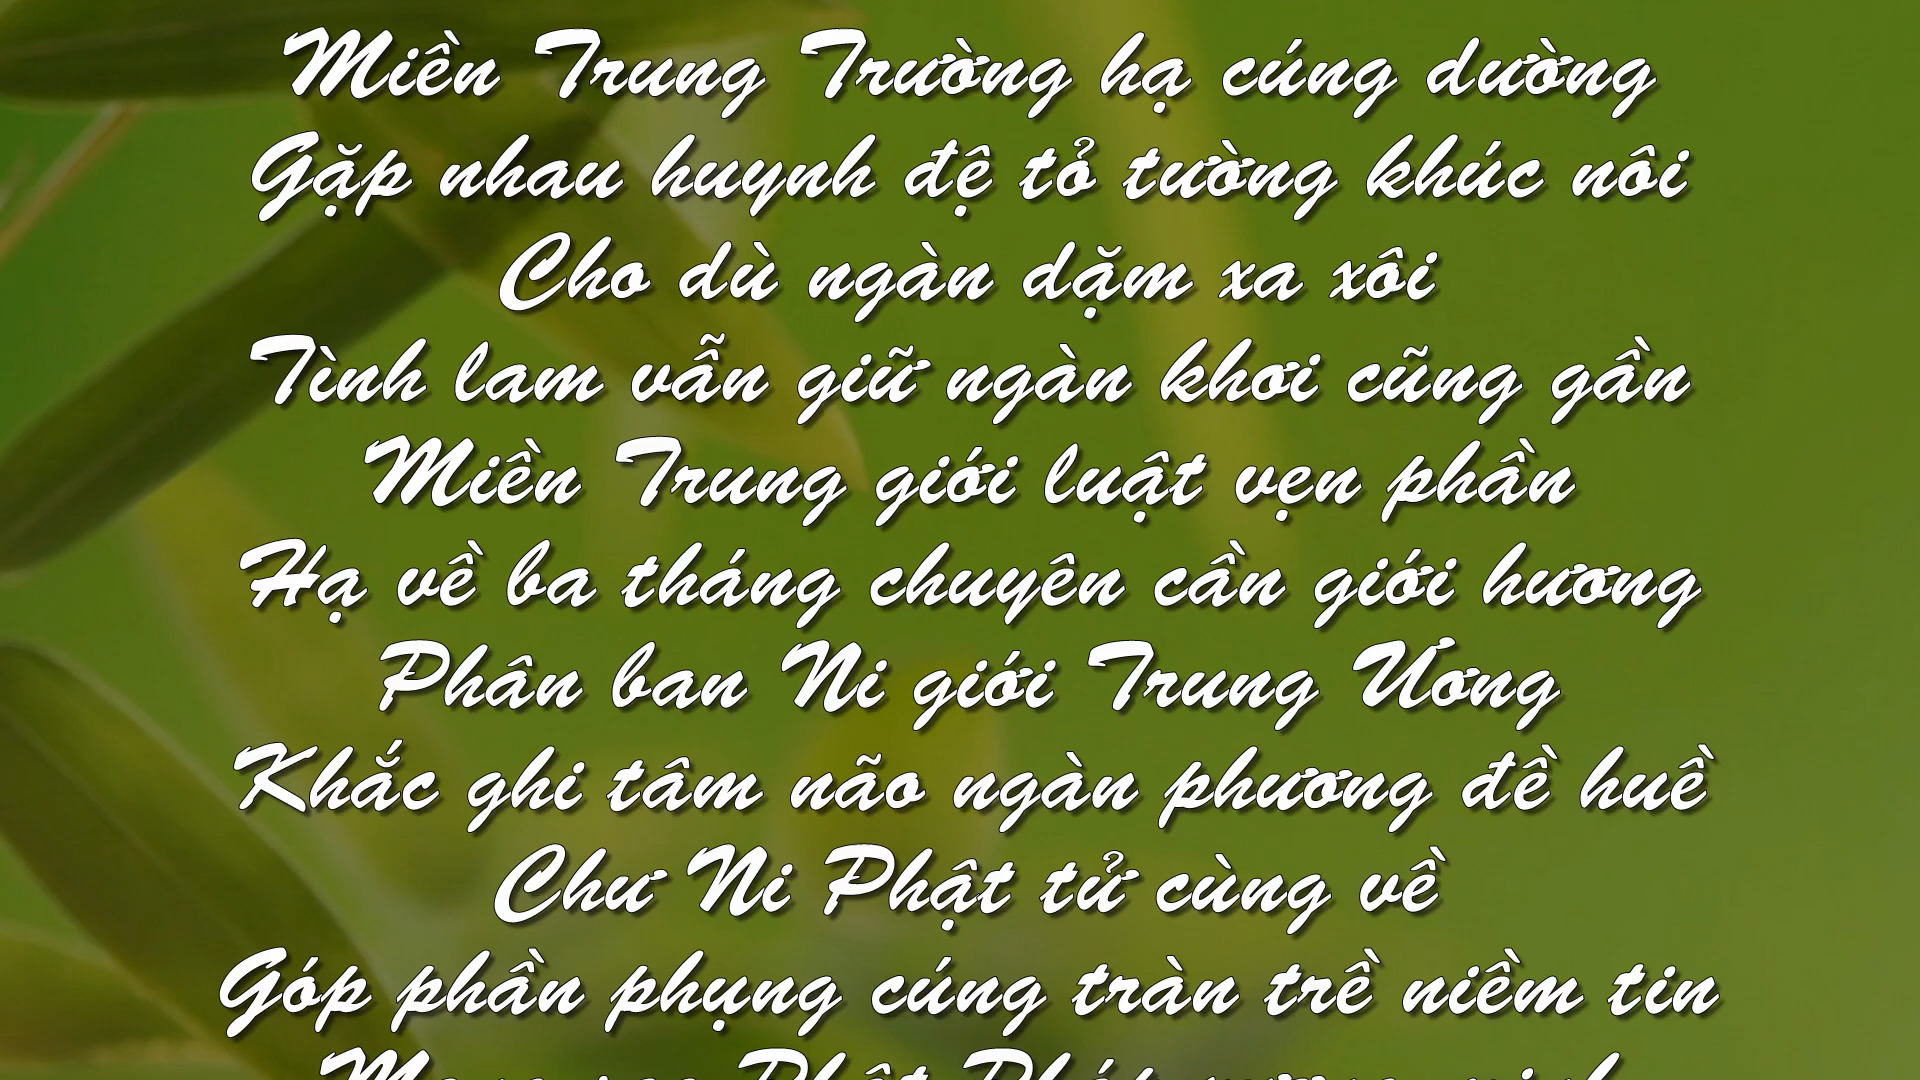 Miền Trung Trường hạ cúng dường
Gặp nhau huynh đệ tỏ tường khúc nôi
Cho dù ngàn dặm xa xôi
Tình lam vẫn giữ ngàn khơi cũng gần
Miền Trung giới luật vẹn phần
Hạ về ba tháng chuyên cần giới hương
Phân ban Ni giới Trung Ương
Khắc ghi tâm não ngàn phương đề huề
Chư Ni Phật tử cùng về
Góp phần phụng cúng tràn trề niềm tin
Phật Pháp